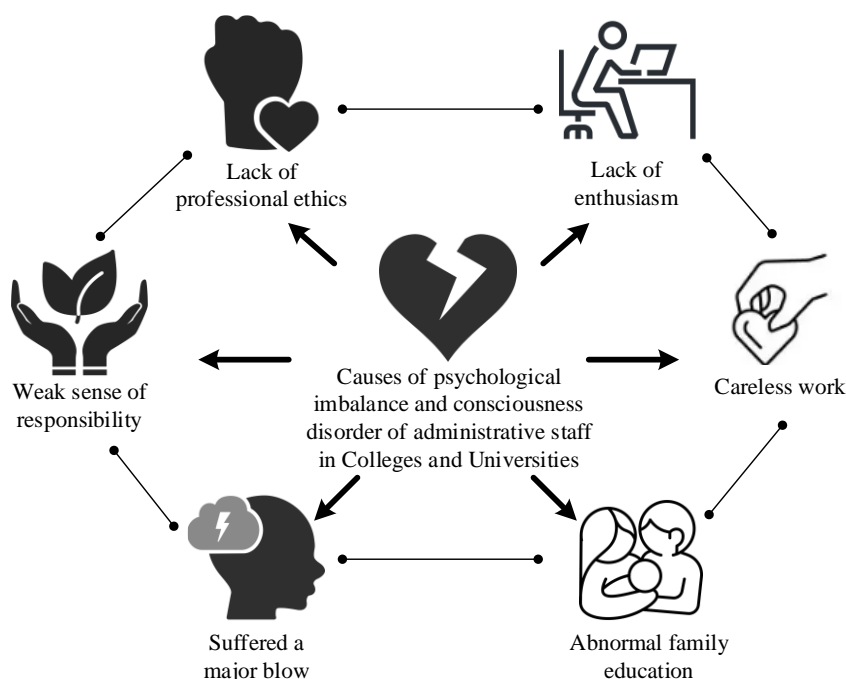 Lack of
professional ethics
Lack of
enthusiasm
Weak sense of
responsibility
Causes of psychological
imbalance and consciousness
disorder of administrative staff
in Colleges and Universities
Careless work
Suffered a
major blow
Abnormal family
education